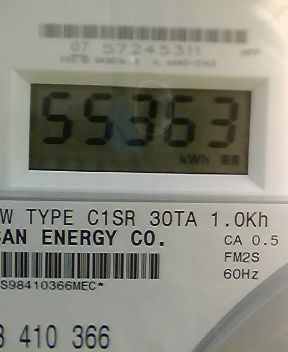 07 57245311
55363
kWh
W TYPE C1SR 30TA 1.0Kh
SAN ENERGY CO.
CA 0.5
FM2S
60Hz
S98410366MEC*
410 366